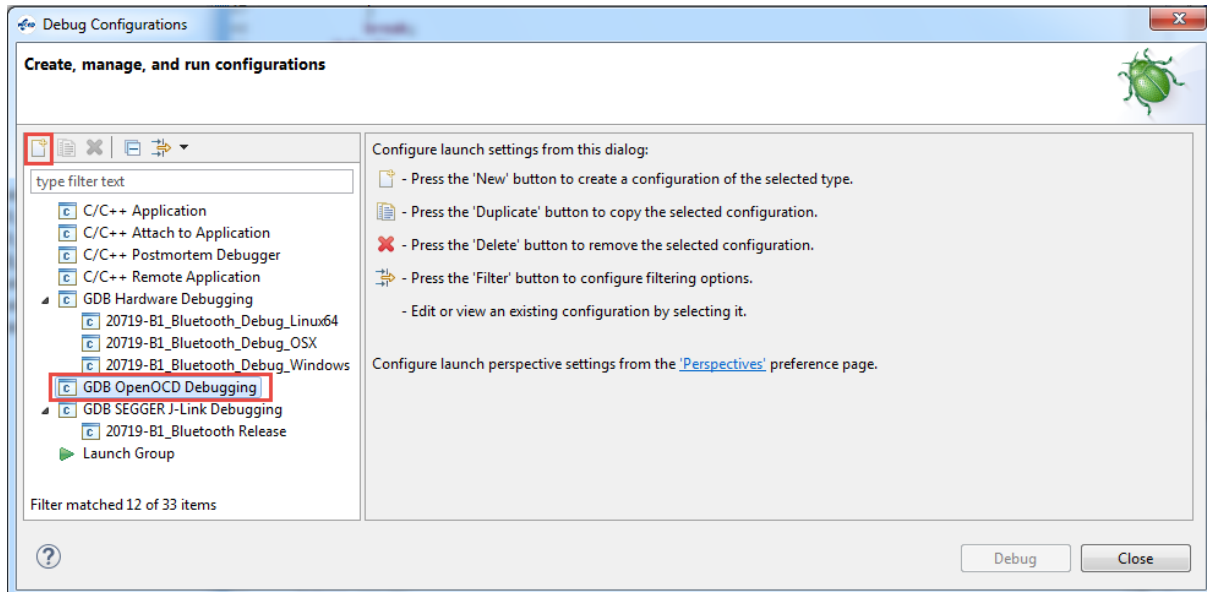 Debug Configurations
Create, manage, and run configurations
type filter text
C/C++ Application
C/C++ Attach to Application
C/C++ Postmortem Debugger
C/C++ Remote Application
GDB Hardware Debugging
20719-B1_Bluetooth_Debug_Linux64
20719-B1_Bluetooth_Debug_OSX
20719-B1_Bluetooth_Debug_Windows
GDB OpenOCD Debugging
GDB SEGGER J-Link Debugging
20719-B1_Bluetooth Release
Launch Group
Filter matched 12 of 33 items
Configure launch settings from this dialog:
- Press the 'New' button to create a configuration of the selected type.
- Press the 'Duplicate' button to copy the selected configuration.
- Press the 'Delete' button to remove the selected configuration.
- Press the 'Filter' button to configure filtering options.
- Edit or view an existing configuration by selecting it.
Configure launch perspective settings from the 'Perspectives' preference page.
Debug
Close